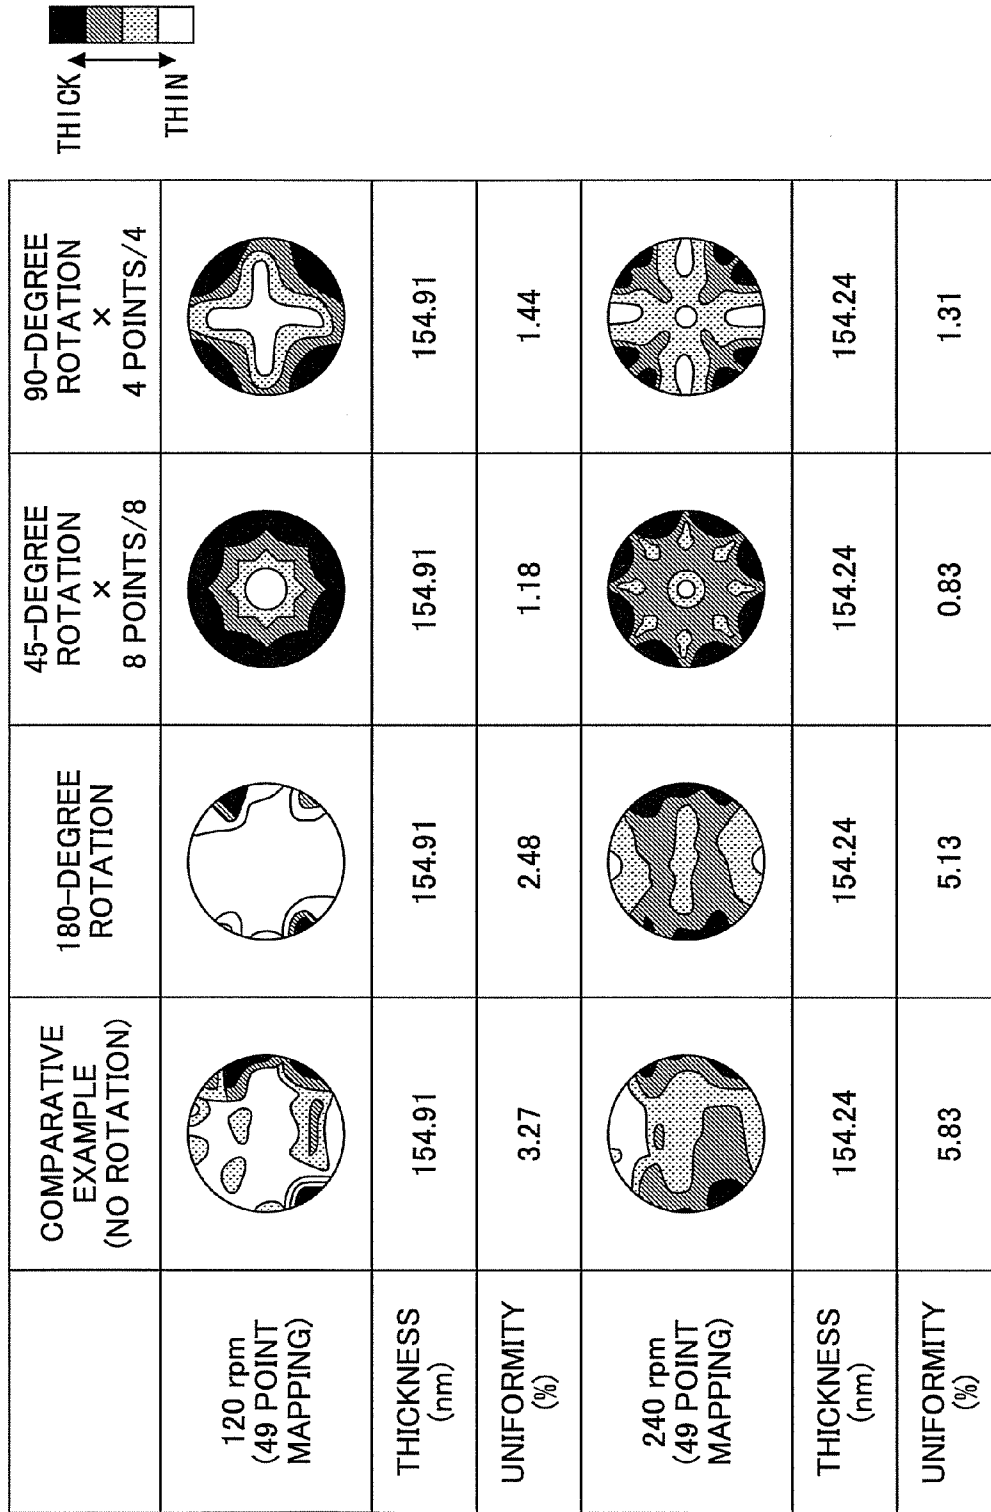 THICK
THIN
COMPARATIVE
EXAMPLE
(NO ROTATION)
180-DEGREE
ROTATION
45-DEGREE
ROTATION
×
8 POINTS/8
90-DEGREE
ROTATION
×
4 POINTS/4
120 rpm
(49 POINT
MAPPING)
THICKNESS
(nm)
154.91
154.91
154.91
154.91
UNIFORMITY
(%)
3.27
2.48
1.18
1.44
240 rpm
(49 POINT
MAPPING)
THICKNESS
(nm)
154.24
154.24
154.24
154.24
UNIFORMITY
(%)
5.83
5.13
0.83
1.31